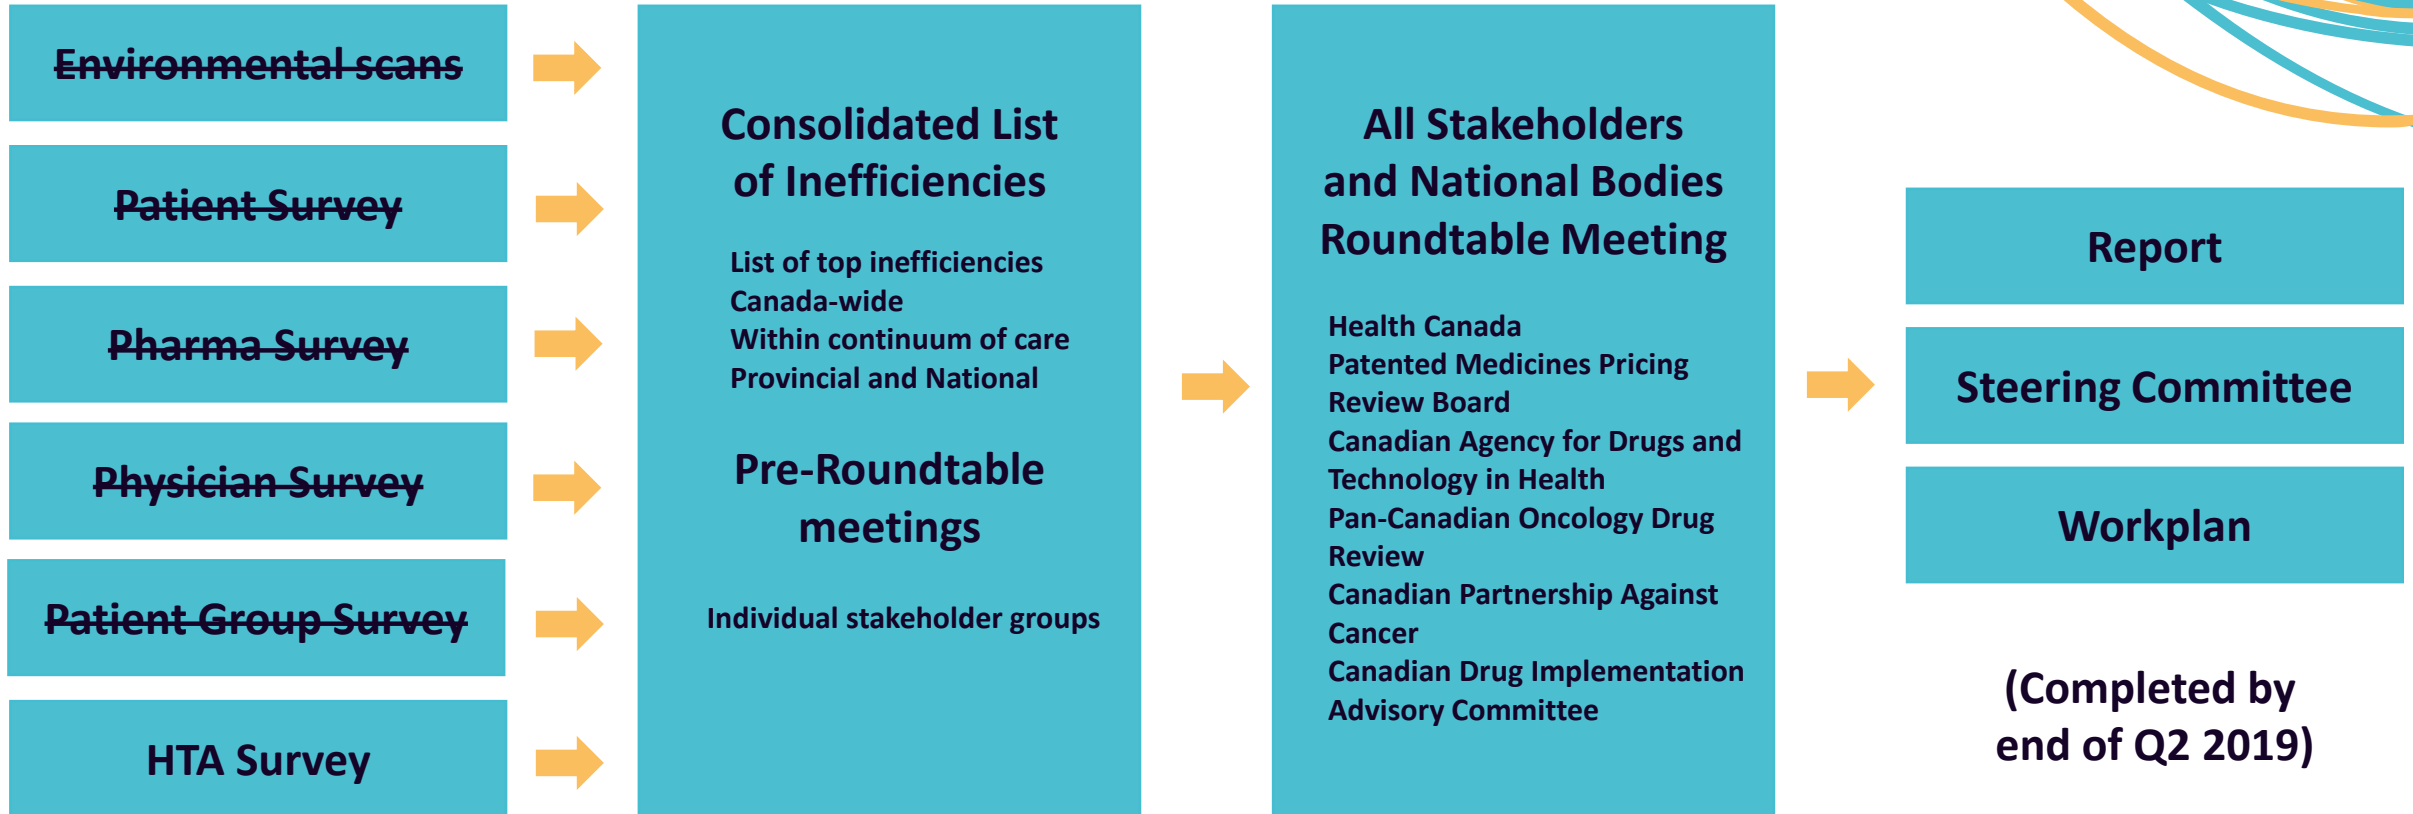 Environmental scans
Patient Survey
Pharma Survey
Physician Survey
Patient Group Survey
HTA Survey
Consolidated List
of Inefficiencies
List of top inefficiencies
Canada-wide
Within continuum of care
Provincial and National
Pre-Roundtable
meetings
Individual stakeholder groups
All Stakeholders
and National Bodies
Roundtable Meeting
Health Canada
Patented Medicines Pricing
Review Board
Canadian Agency for Drugs and
Technology in Health
Pan-Canadian Oncology Drug
Review
Canadian Partnership Against
Cancer
Canadian Drug Implementation
Advisory Committee
Report
Steering Committee
Workplan
(Completed by
end of Q2 2019)